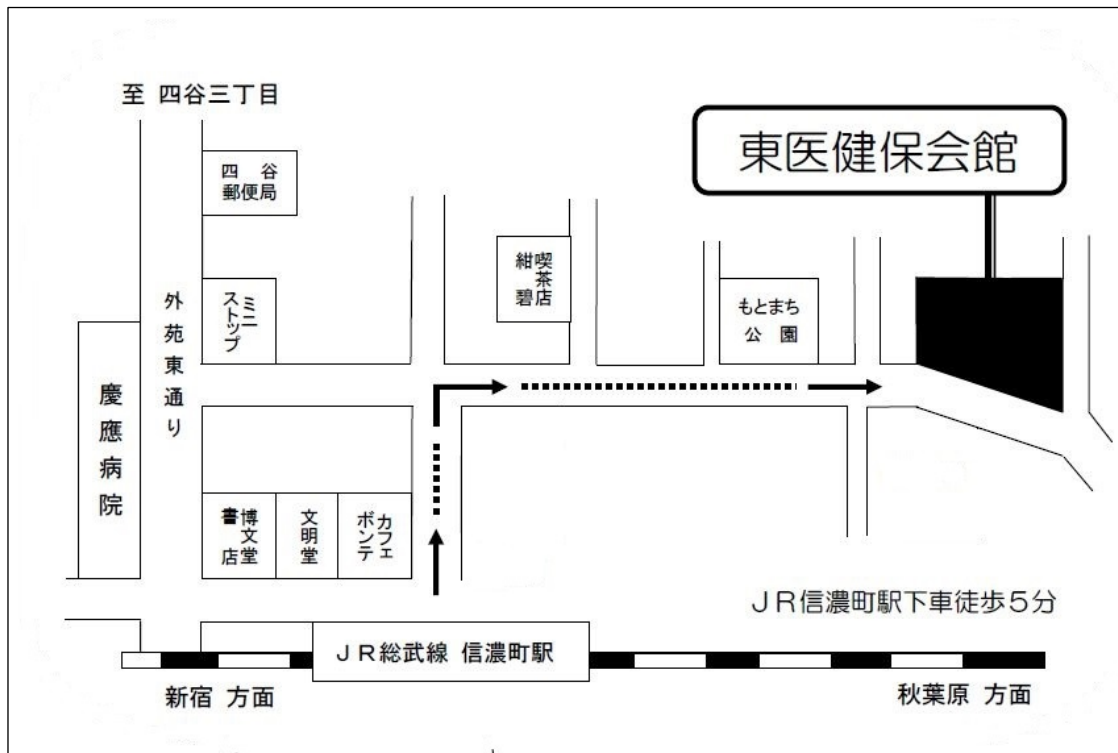 至 四谷三丁目
東医健保会館
四 谷
郵便局
喫茶店
紺 碧
もとまち
公 園
ミニ
ストップ
外苑東通り
慶應病院
博文堂
書 店
文明堂
カフェ
ボンテ
ＪＲ信濃町駅下車徒歩５分
ＪＲ総武線 信濃町駅
新宿 方面
秋葉原 方面